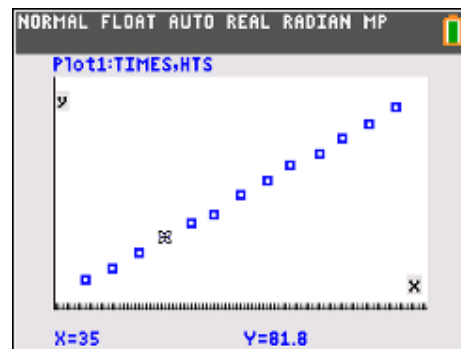 NORMAL FLOAT AUTO REAL RADIAN MP
Plot1:TIMES,HTS
y
x
X=35 Y=81.8